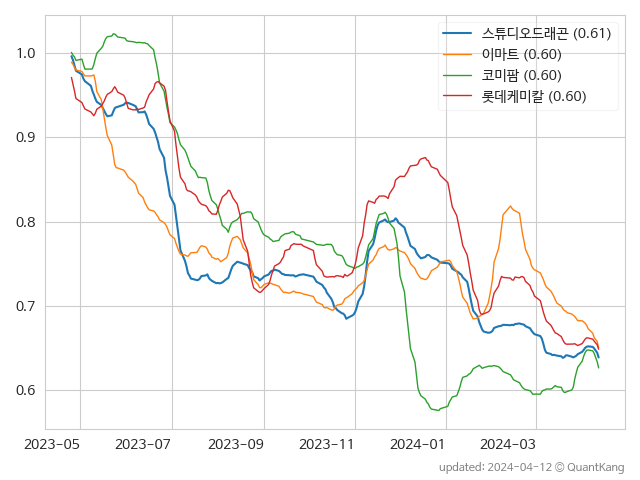 스튜디오드래곤 (0.61)
이마트 (0.60)
코미팜 (0.60)
롯데케미칼 (0.60)
1.0
0.9
0.8
0.7
0.6
2023-05 2023-07 2023-09 2023-11 2024-01 2024-03
updated: 2024-04-12 © QuantKang